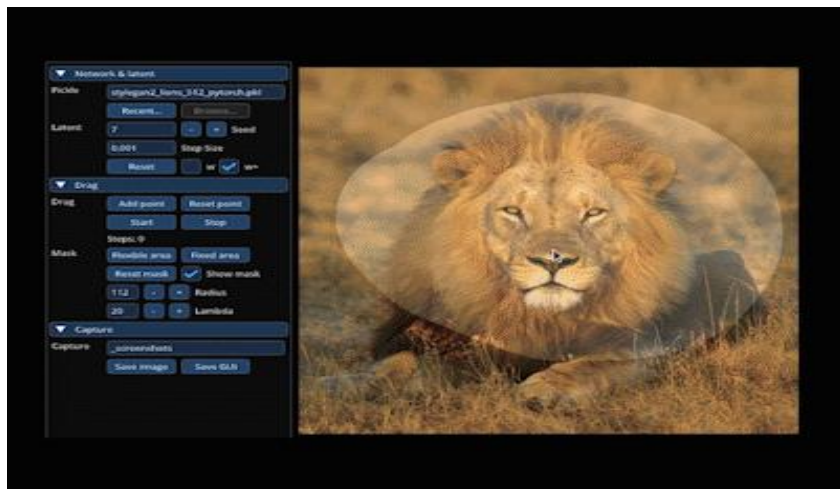 Network & latent
Pickle stylegan2_lions_512_pytorch.pkl
Recent... Browse...
Latent 7 - + Seed
0.001 Step Size
Reset w w+
Drag
Drag Add point Reset point
Start Stop
Steps: 0
Mask Flexible area Fixed area
Reset mask Show mask
112 - + Radius
20 - + Lambda
Capture
Capture _screenshots
Save image Save GUI